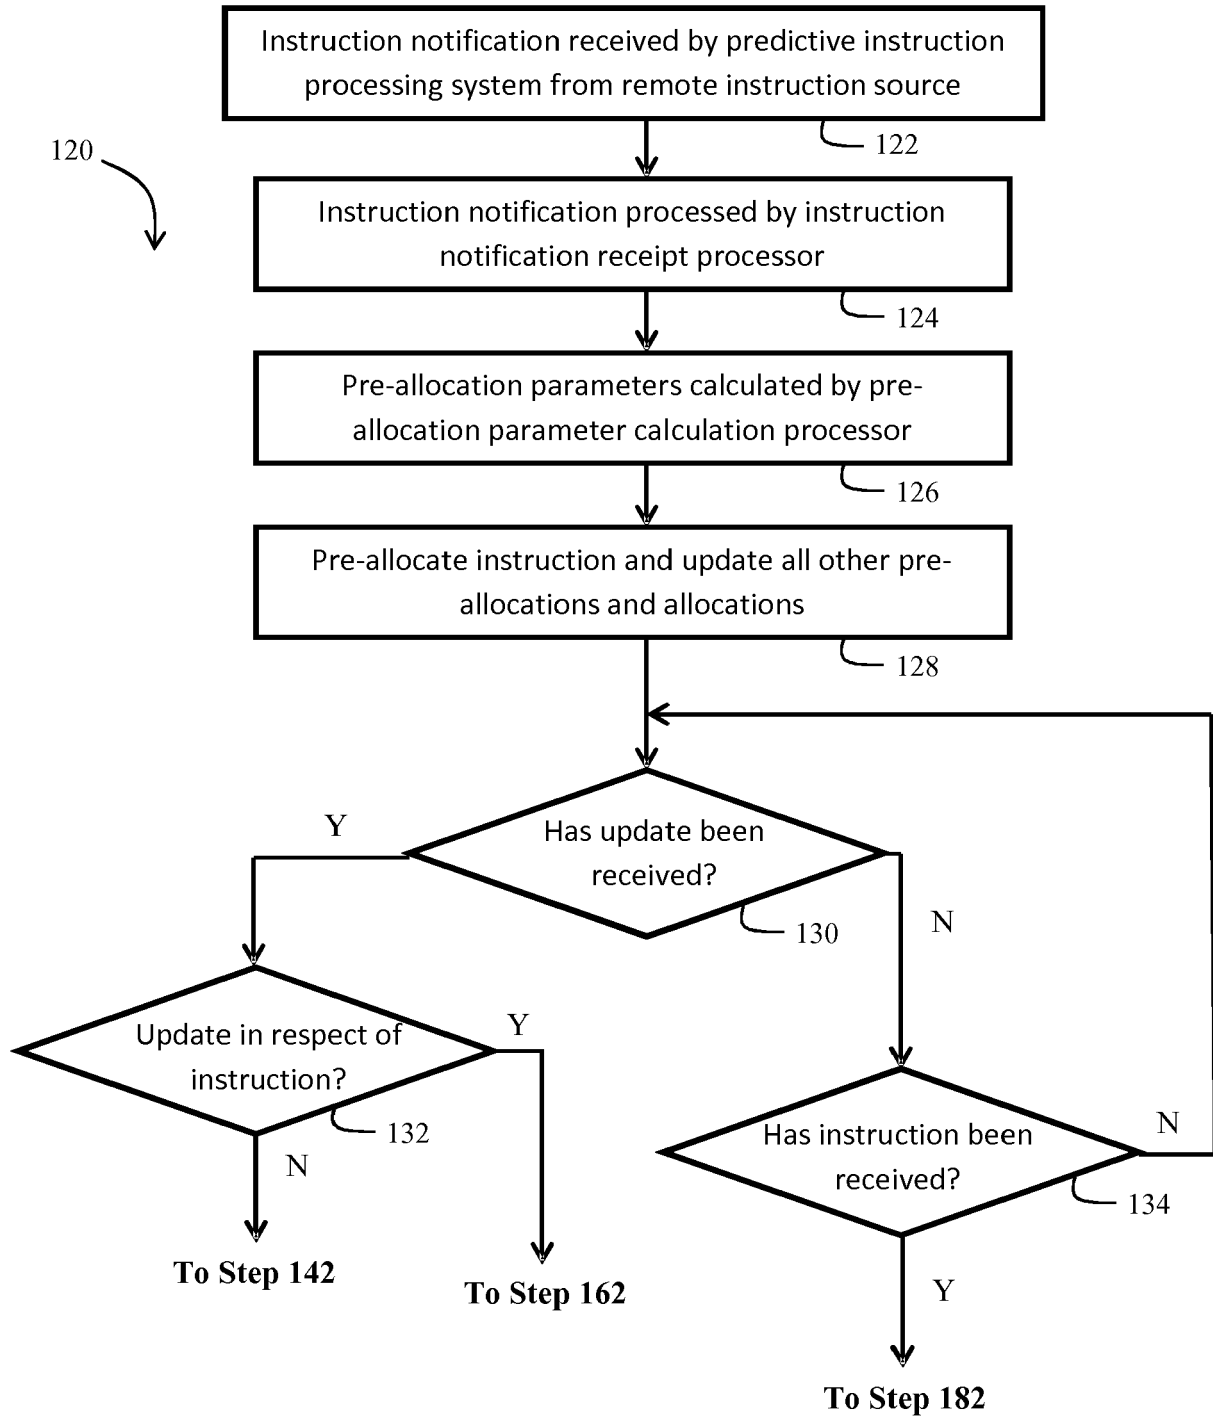 Instruction notification received by predictive instruction
processing system from remote instruction source
122
120
Instruction notification processed by instruction
notification receipt processor
124
Pre-allocation parameters calculated by pre-
allocation parameter calculation processor
126
Pre-allocate instruction and update all other pre-
allocations and allocations
128
Has update been
received?
130
Y
N
Update in respect of
instruction?
132
Y
N
Has instruction been
received?
134
N
Y
To Step 142
To Step 162
To Step 182